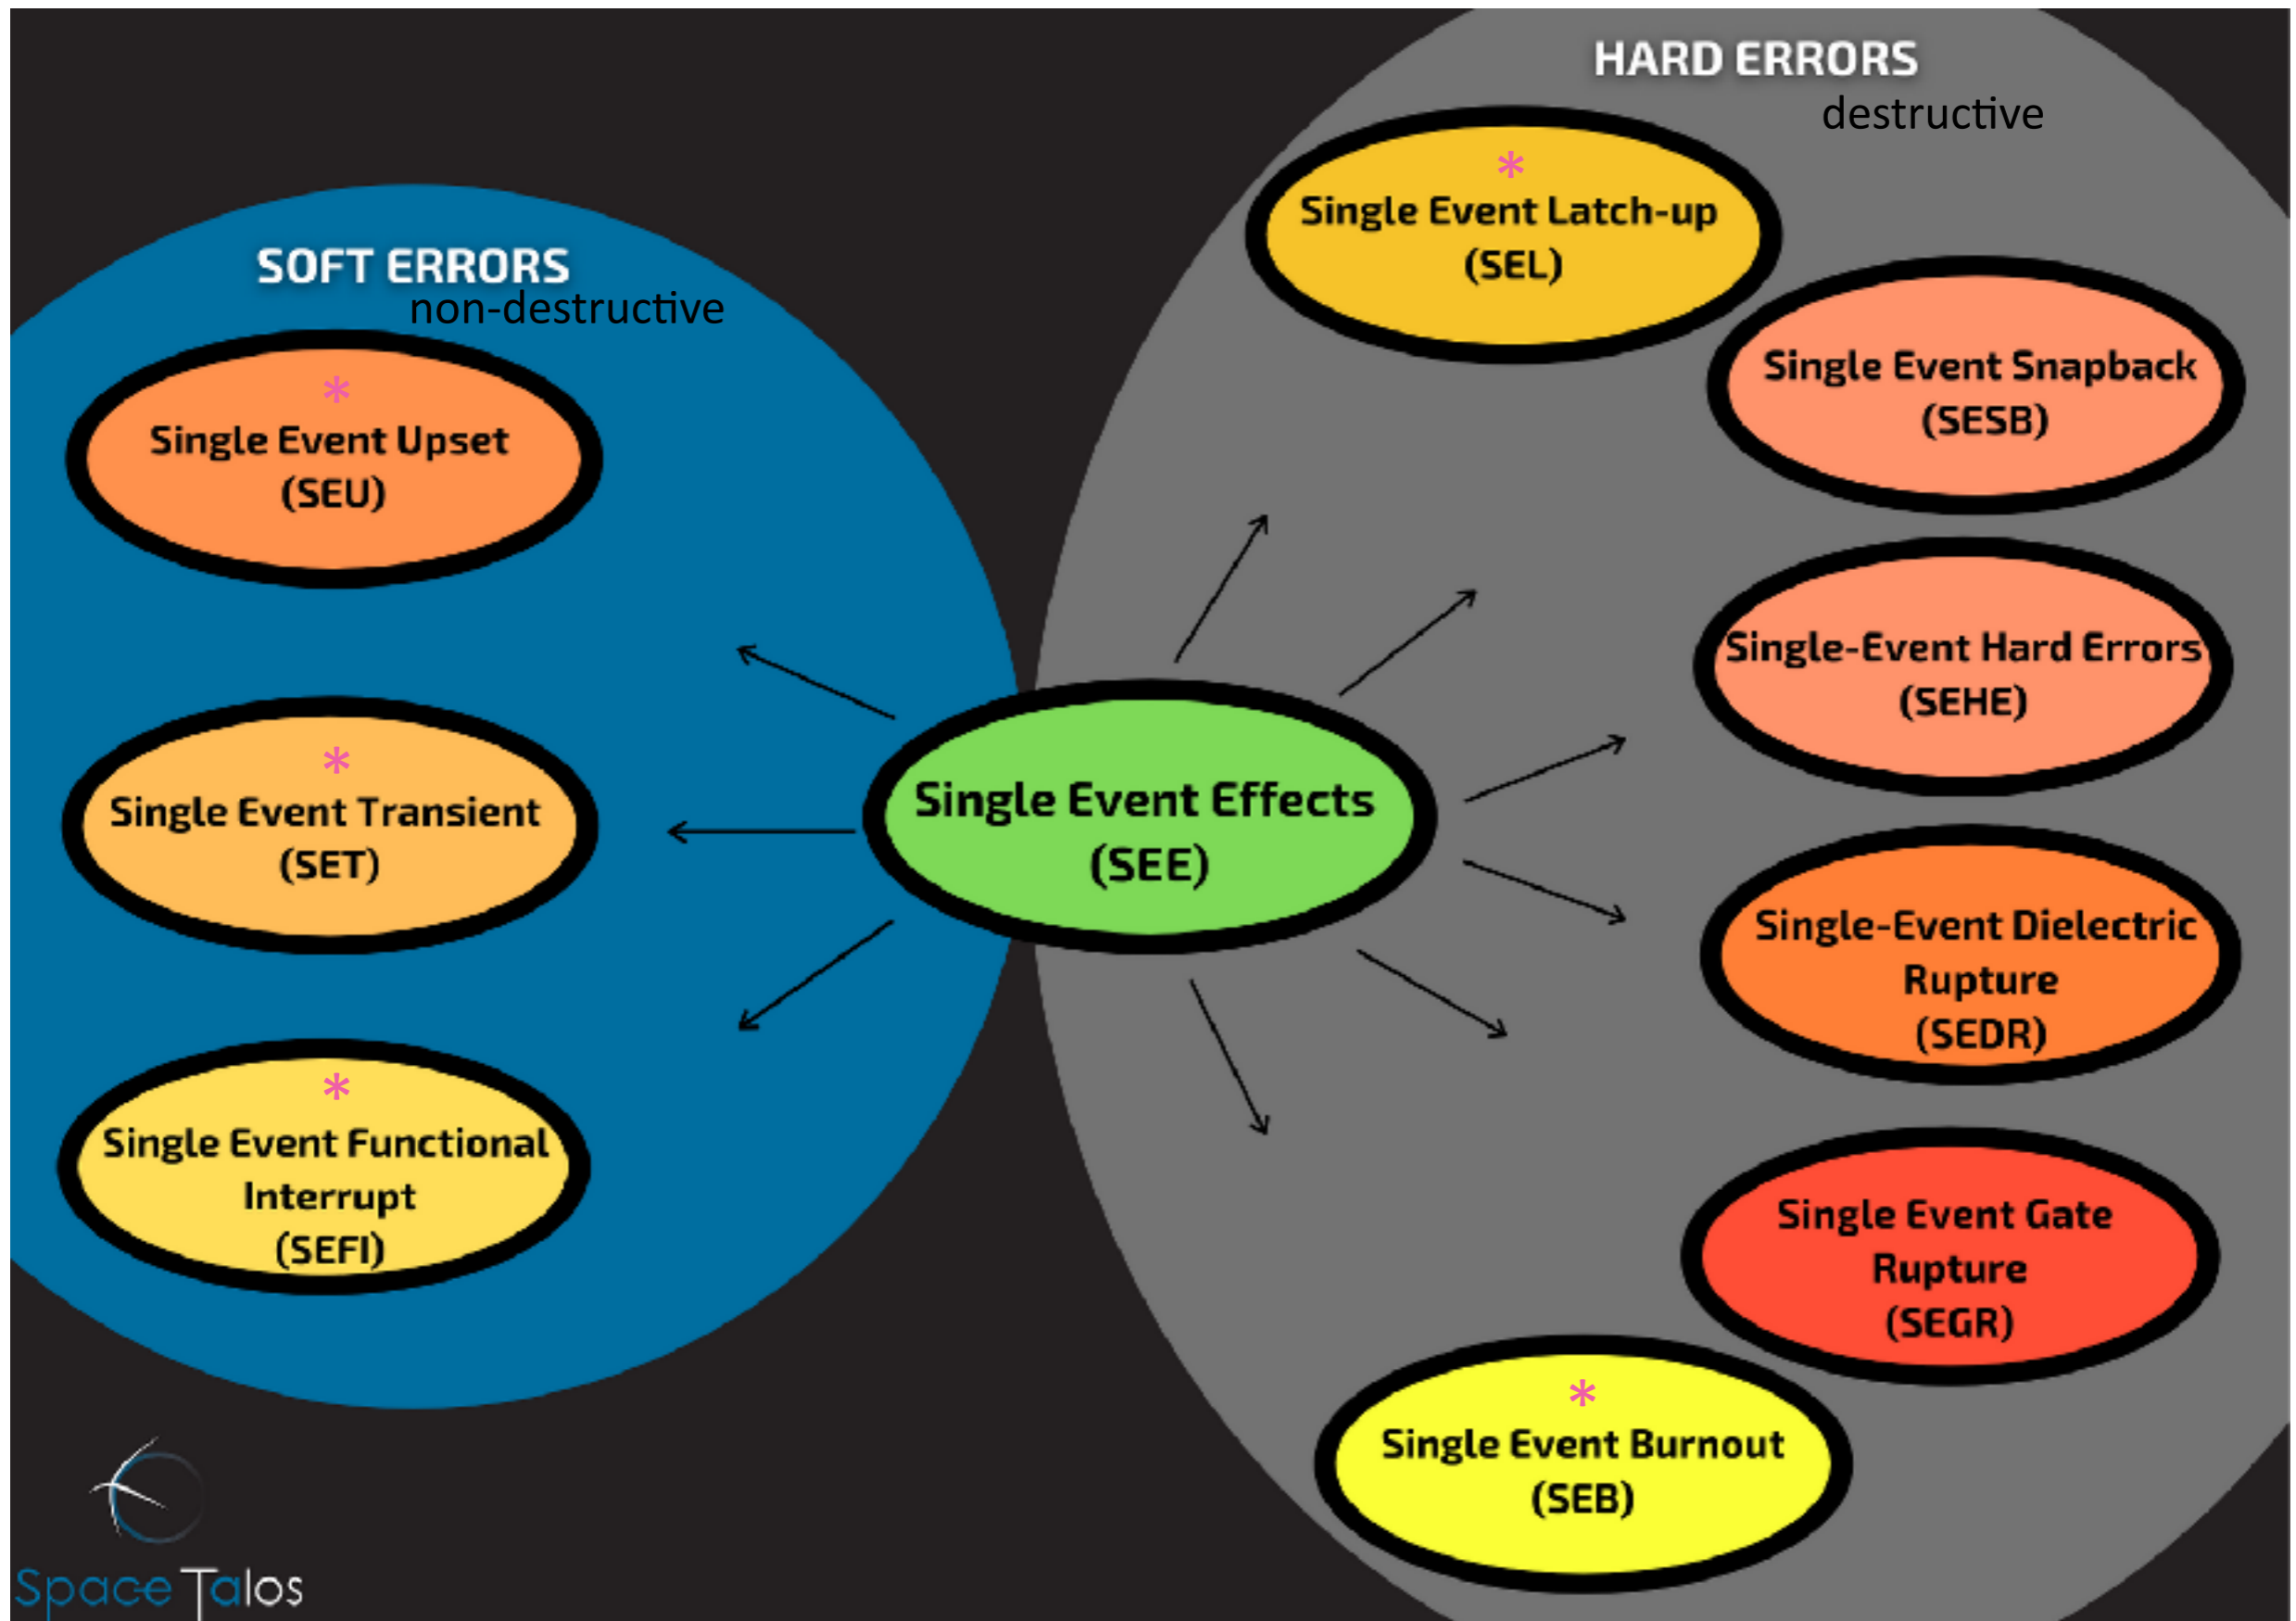 HARD ERRORS
destructive
*
Single Event Latch-up
(SEL)
SOFT ERRORS
non-destructive
Single Event Snapback
(SESB)
*
Single Event Upset
(SEU)
Single-Event Hard Errors
(SEHE)
*
Single Event Transient
(SET)
Single Event Effects
(SEE)
Single-Event Dielectric
Rupture
(SEDR)
*
Single Event Functional
Interrupt
(SEFI)
Single Event Gate
Rupture
(SEGR)
*
Single Event Burnout
(SEB)
Space Talos